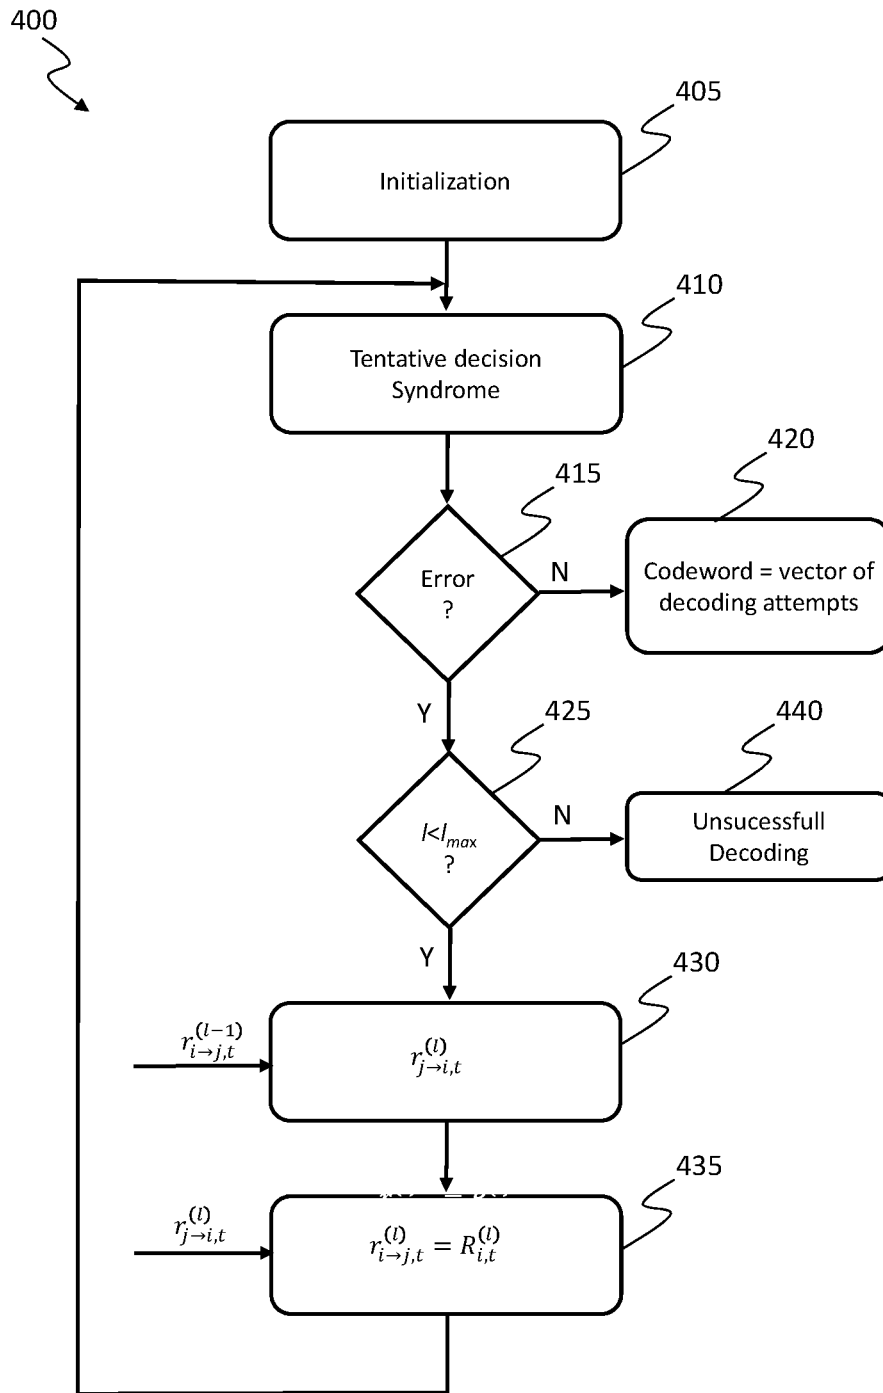 400
405
Initialization
410
Tentative decision
Syndrome
415
420
Error
?
N
Codeword = vector of
decoding attempts
Y
425
440
l<l_max
?
N
Unsucessfull
Decoding
Y
430
r_{i→j,t}^{(l−1)}
r_{j→i,t}^{(l)}
435
r_{j→i,t}^{(l)}
r_{i→j,t}^{(l)} = R_{i,t}^{(l)}